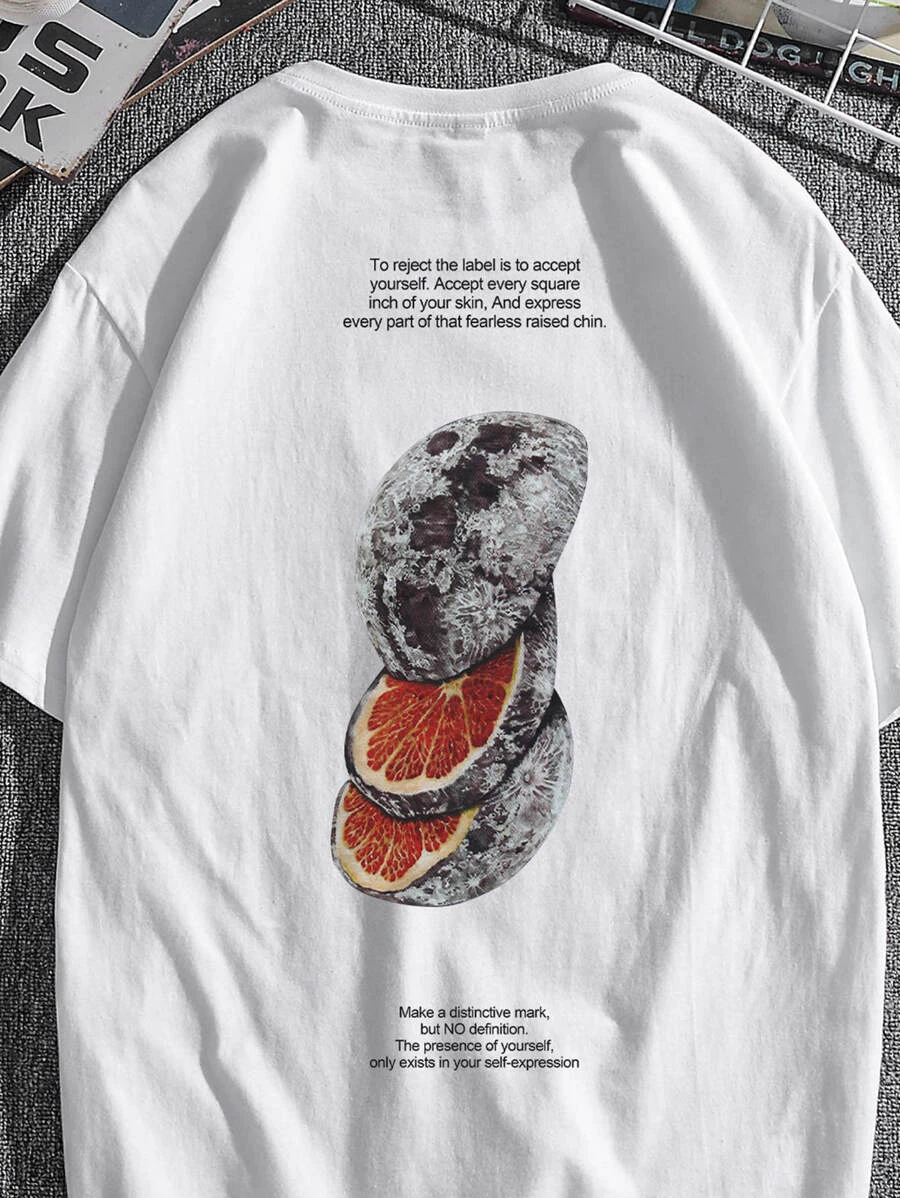 To reject the label is to accept
yourself. Accept every square
inch of your skin, And express
every part of that fearless raised chin.
Make a distinctive mark,
but NO definition.
The presence of yourself,
only exists in your self-expression